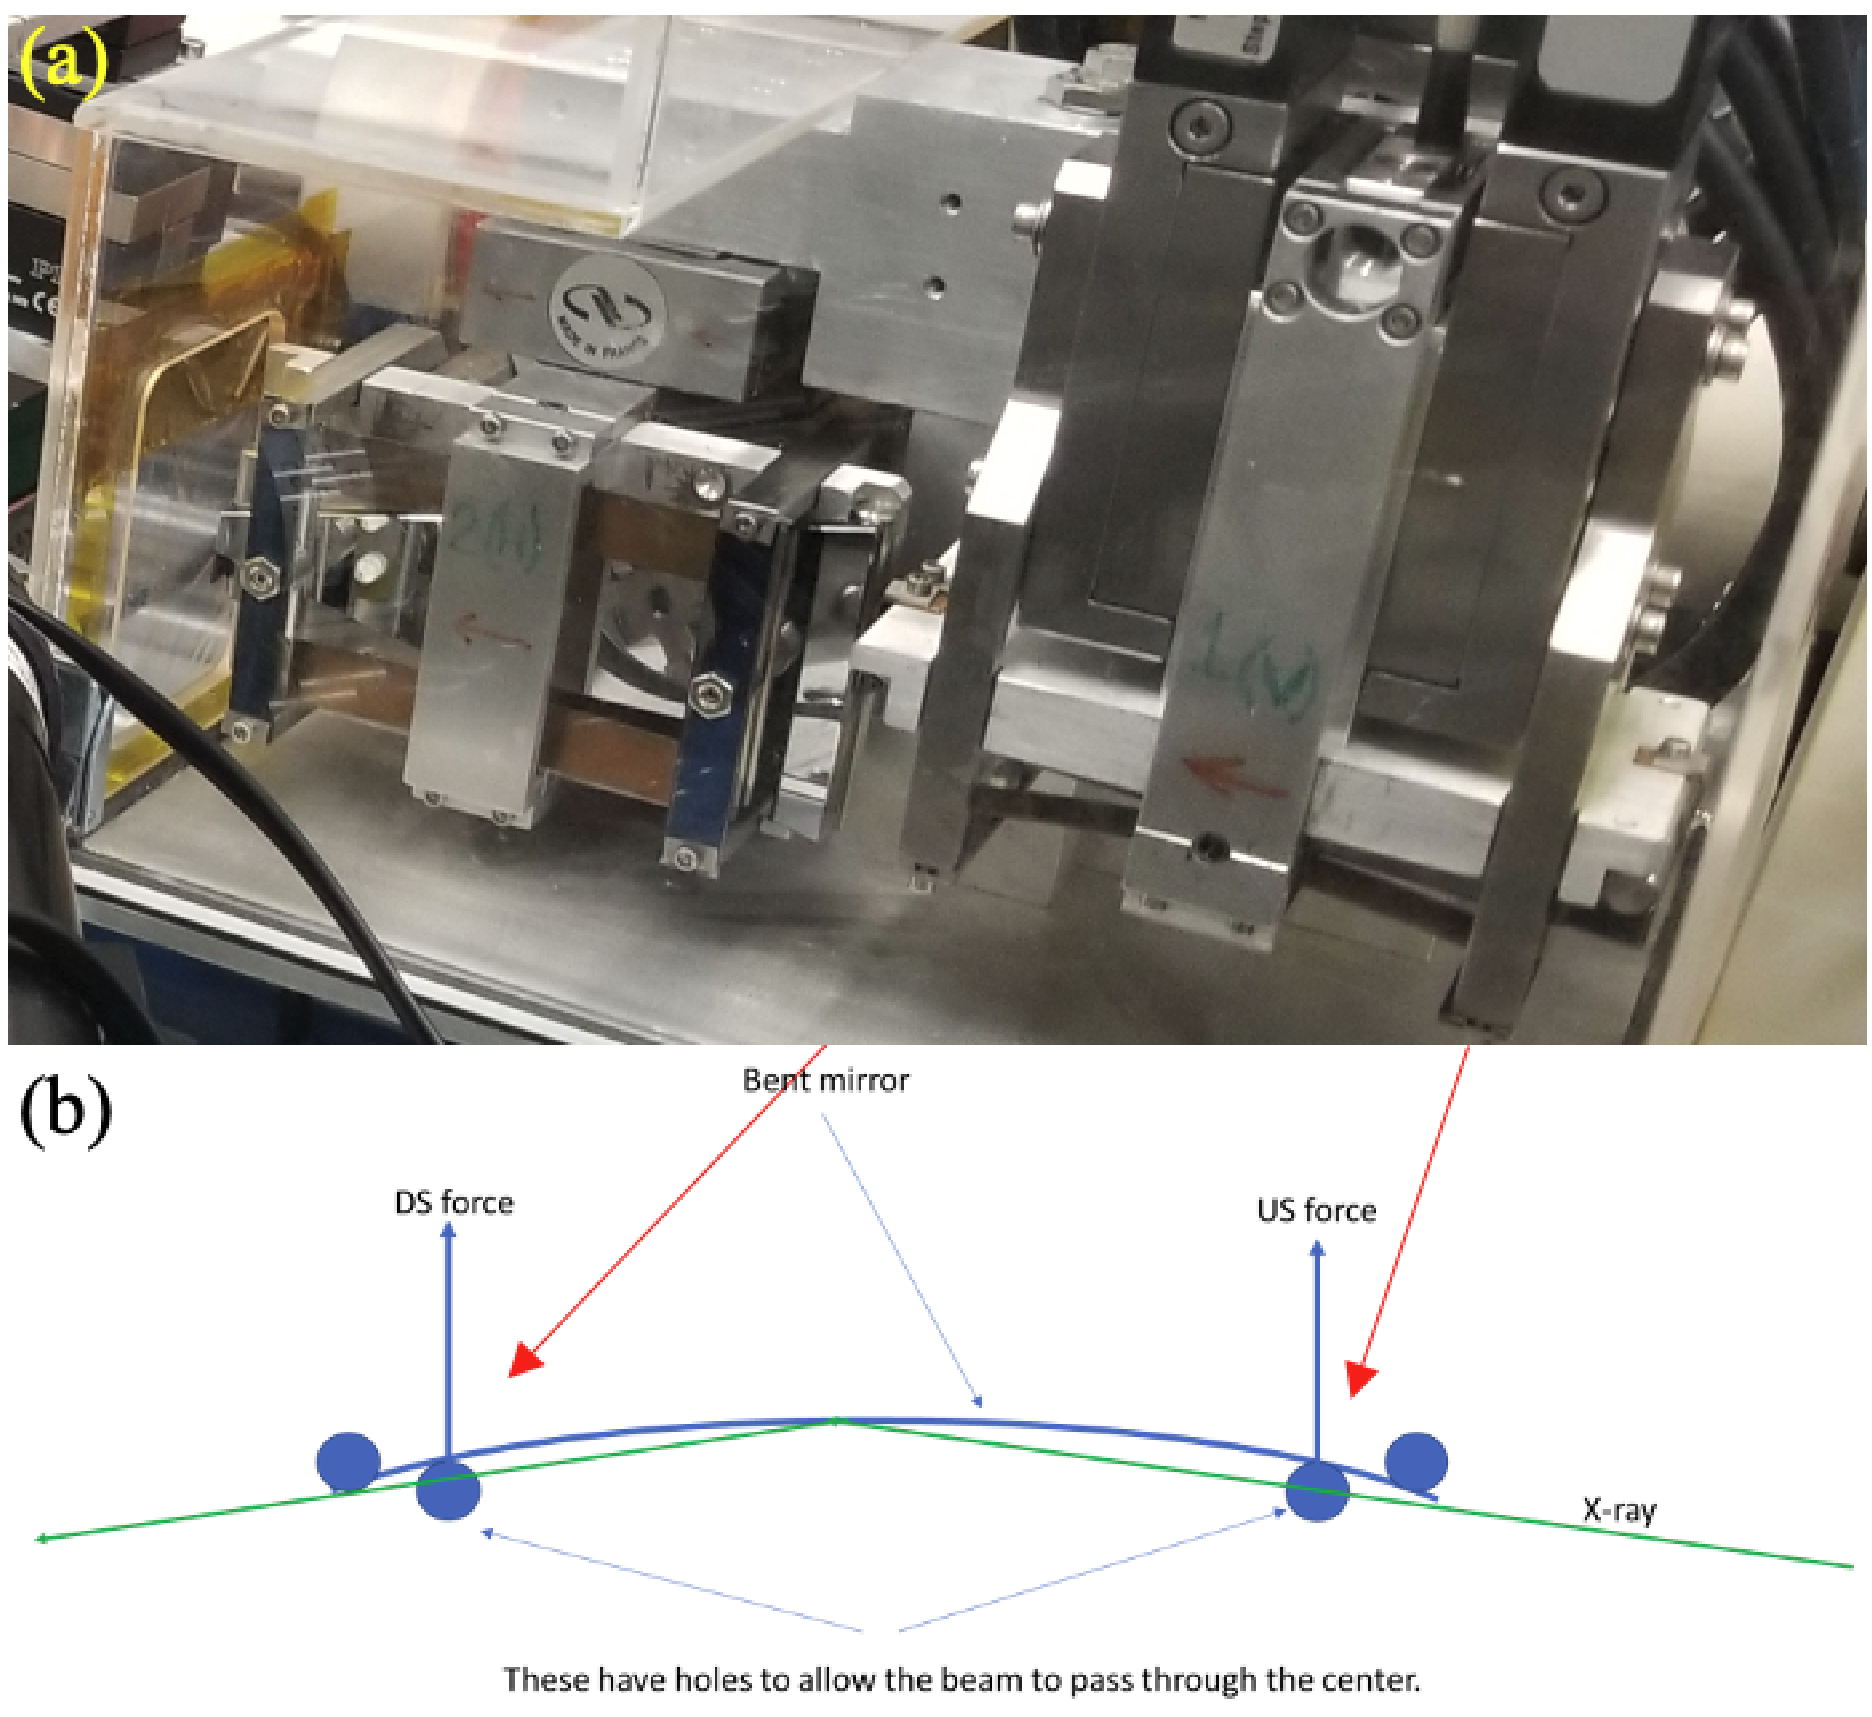 (a)
Step
MADE IN FRANCE
2(H)
1(V)
(b)
Bent mirror
DS force
US force
X-ray
These have holes to allow the beam to pass through the center.